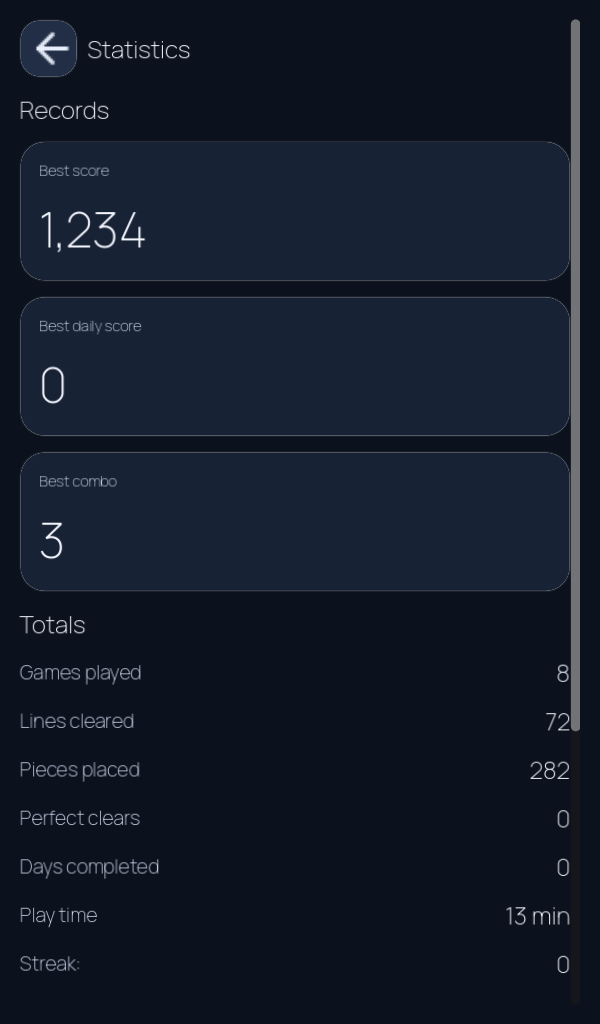 Statistics
Records
Best score
1,234
Best daily score
0
Best combo
3
Totals
Games played 8
Lines cleared 72
Pieces placed 282
Perfect clears 0
Days completed 0
Play time 13 min
Streak: 0